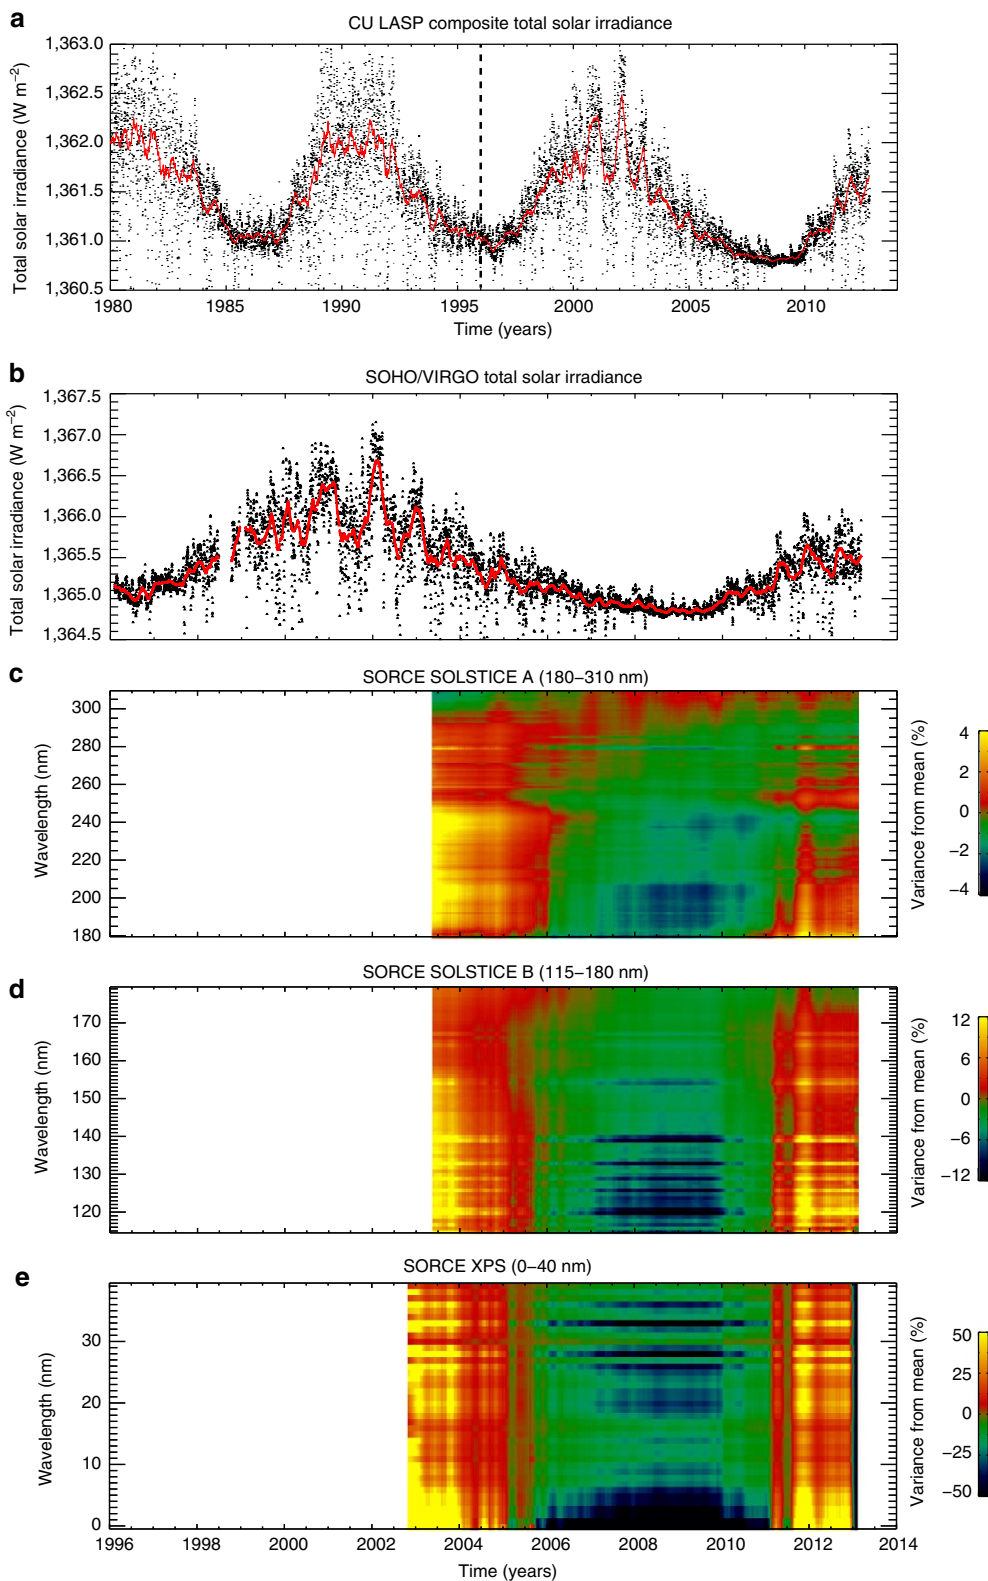 a
CU LASP composite total solar irradiance
Total solar irradiance (W m−2)
1,363.0
1,362.5
1,362.0
1,361.5
1,361.0
1,360.5
1980 1985 1990 1995 2000 2005 2010
Time (years)
b
SOHO/VIRGO total solar irradiance
Total solar irradiance (W m−2)
1,367.5
1,367.0
1,366.5
1,366.0
1,365.5
1,365.0
1,364.5
c
SORCE SOLSTICE A (180–310 nm)
Wavelength (nm)
300
280
260
240
220
200
180
Variance from mean (%)
4
2
0
−2
−4
d
SORCE SOLSTICE B (115–180 nm)
Wavelength (nm)
170
160
150
140
130
120
Variance from mean (%)
12
6
0
−6
−12
e
SORCE XPS (0–40 nm)
Wavelength (nm)
30
20
10
0
Variance from mean (%)
50
25
0
−25
−50
1996 1998 2000 2002 2004 2006 2008 2010 2012 2014
Time (years)